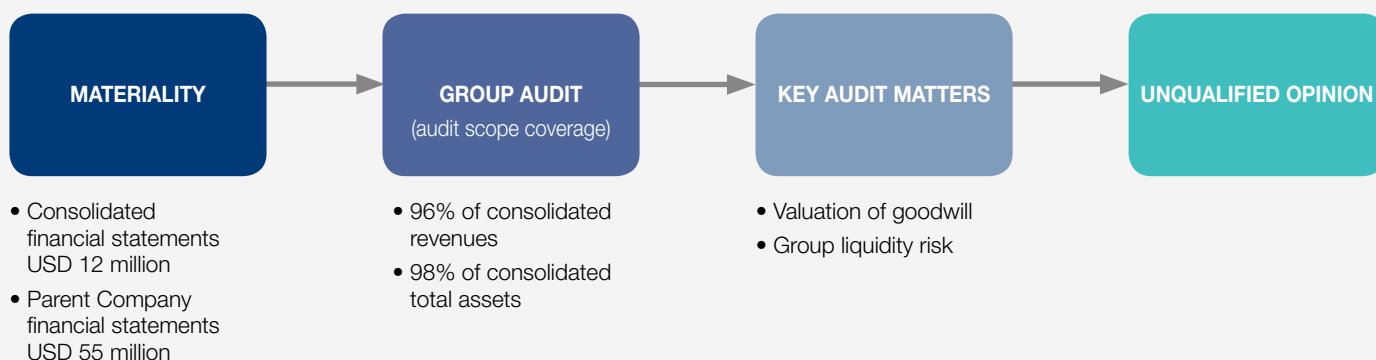 MATERIALITY
• Consolidated
financial statements
USD 12 million
• Parent Company
financial statements
USD 55 million
GROUP AUDIT
(audit scope coverage)
• 96% of consolidated
revenues
• 98% of consolidated
total assets
KEY AUDIT MATTERS
• Valuation of goodwill
• Group liquidity risk
UNQUALIFIED OPINION